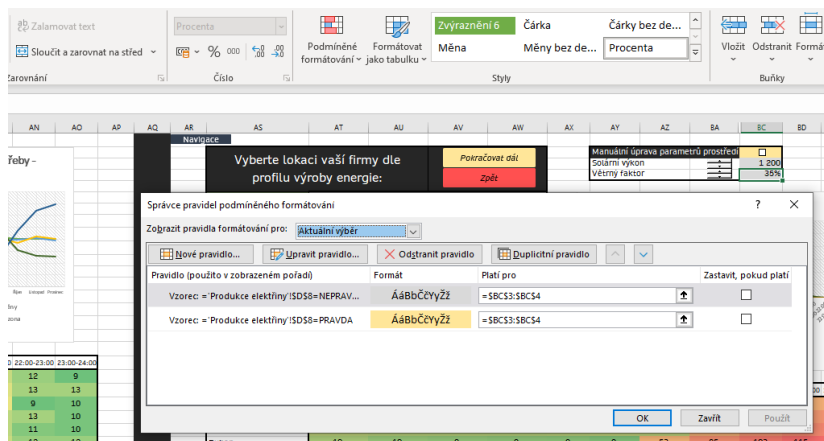 Zalamovat text
Sloučit a zarovnat na střed
Zarovnání
Procenta
% 000
Číslo
Podmíněné formátování
Formátovat jako tabulku
Zvýraznění 6
Čárka
Čárky bez de...
Měna
Měny bez de...
Procenta
Styly
Vložit
Odstranit
Formá
Buňky
AN AO AP AQ AR AS AT AU AV AW AX AY AZ BA BC BD
Navigace
řeby –
Vyberte lokaci vaší firmy dle
profilu výroby energie:
Pokračovat dál
Zpět
Manuální úprava parametrů prostředí
Solární výkon 1 200
Větrný faktor 35%
Správce pravidel podmíněného formátování
? ×
Zobrazit pravidla formátování pro: Aktuální výběr
Nové pravidlo...
Upravit pravidlo...
Odstranit pravidlo
Duplicitní pravidlo
Pravidlo (použito v zobrazeném pořadí) Formát Platí pro Zastavit, pokud platí
Vzorec: ='Produkce elektřiny'!$D$8=NEPRAV... ÁáBbČčYyŽž =$BC$3:$BC$4
Vzorec: ='Produkce elektřiny'!$D$8=PRAVDA ÁáBbČčYyŽž =$BC$3:$BC$4
OK
Zavřít
Použít
Říjen Listopad Prosinec
22:00-23:00 23:00-24:00
12 9
13 13
9 10
13 10
11 10